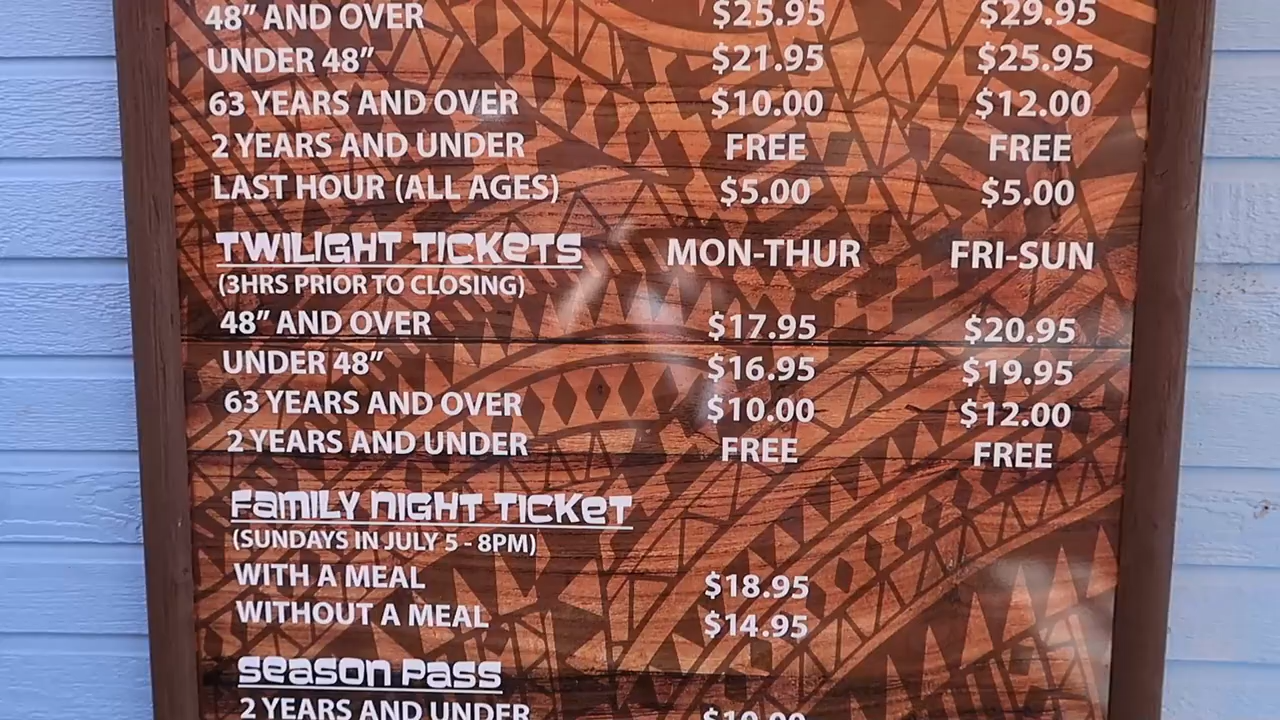 48” AND OVER $25.95 $29.95
UNDER 48” $21.95 $25.95
63 YEARS AND OVER $10.00 $12.00
2 YEARS AND UNDER FREE FREE
LAST HOUR (ALL AGES) $5.00 $5.00
TWILIGHT TICKETS MON-THUR FRI-SUN
(3HRS PRIOR TO CLOSING)
48” AND OVER $17.95 $20.95
UNDER 48” $16.95 $19.95
63 YEARS AND OVER $10.00 $12.00
2 YEARS AND UNDER FREE FREE
FAMILY NIGHT TICKET
(SUNDAYS IN JULY 5 - 8PM)
WITH A MEAL $18.95
WITHOUT A MEAL $14.95
SEASON PASS
2 YEARS AND UNDER